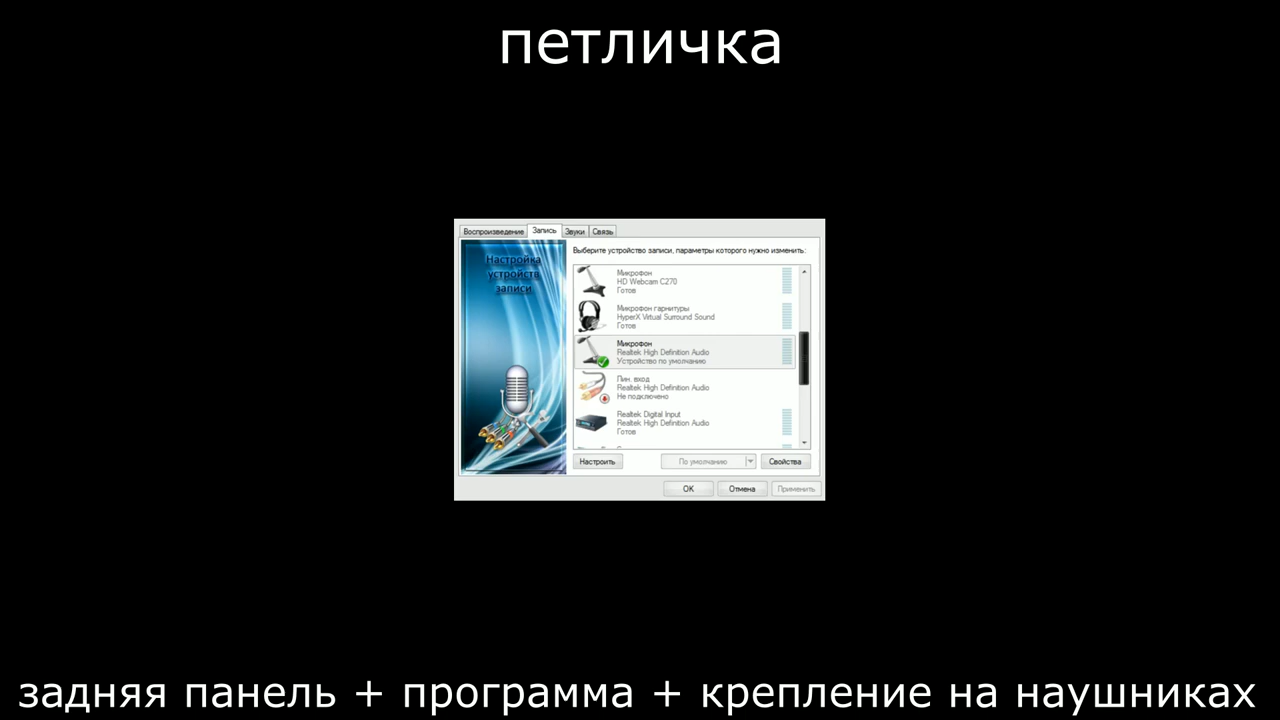 петличка
Воспроизведение Запись Звуки Связь
Настройка
устройств
записи
Выберите устройство записи, параметры которого нужно изменить:
Микрофон
HD Webcam C270
Готов
Микрофон гарнитуры
HyperX Virtual Surround Sound
Готов
Микрофон
Realtek High Definition Audio
Устройство по умолчанию
Лин. вход
Realtek High Definition Audio
Не подключено
Realtek Digital Input
Realtek High Definition Audio
Готов
Настроить По умолчанию Свойства
OK Отмена Применить
задняя панель + программа + крепление на наушниках